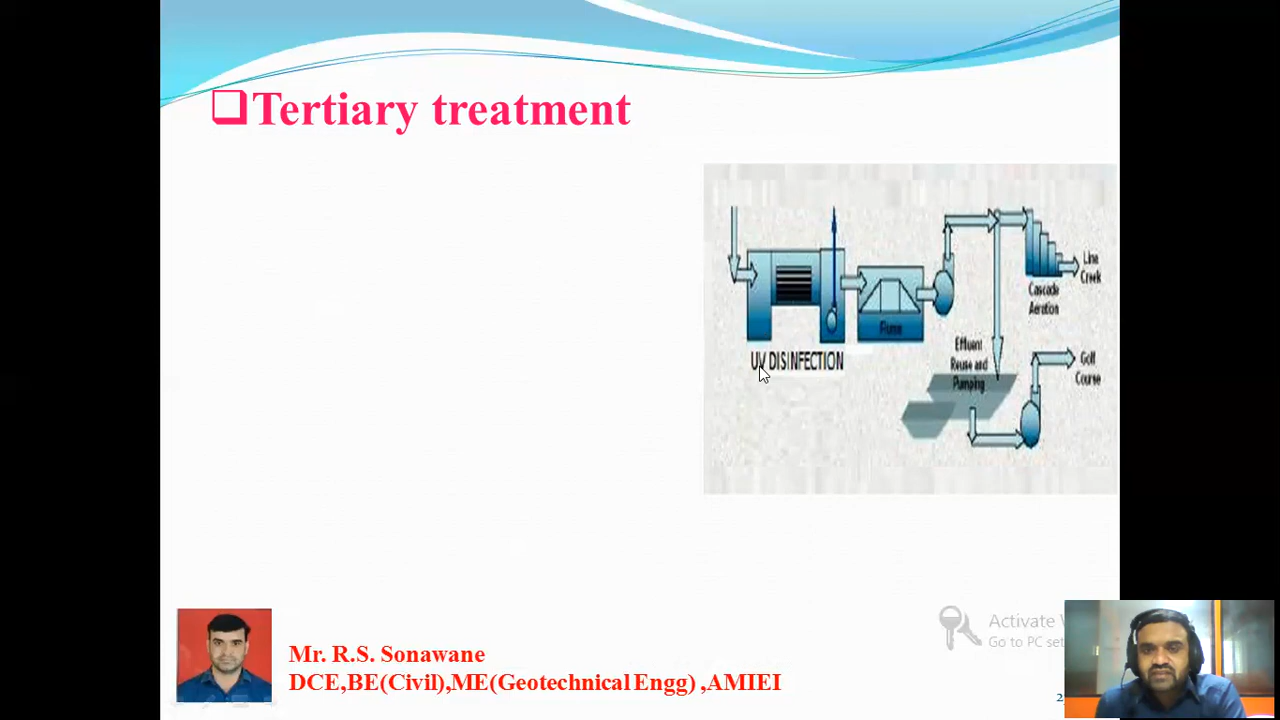 ❑Tertiary treatment
UV DISINFECTION
Flume
Cascade
Aeration
Line
Creek
Effluent
Reuse and
Pumping
Golf
Course
Mr. R.S. Sonawane
DCE,BE(Civil),ME(Geotechnical Engg) ,AMIEI
Activate
Go to PC set